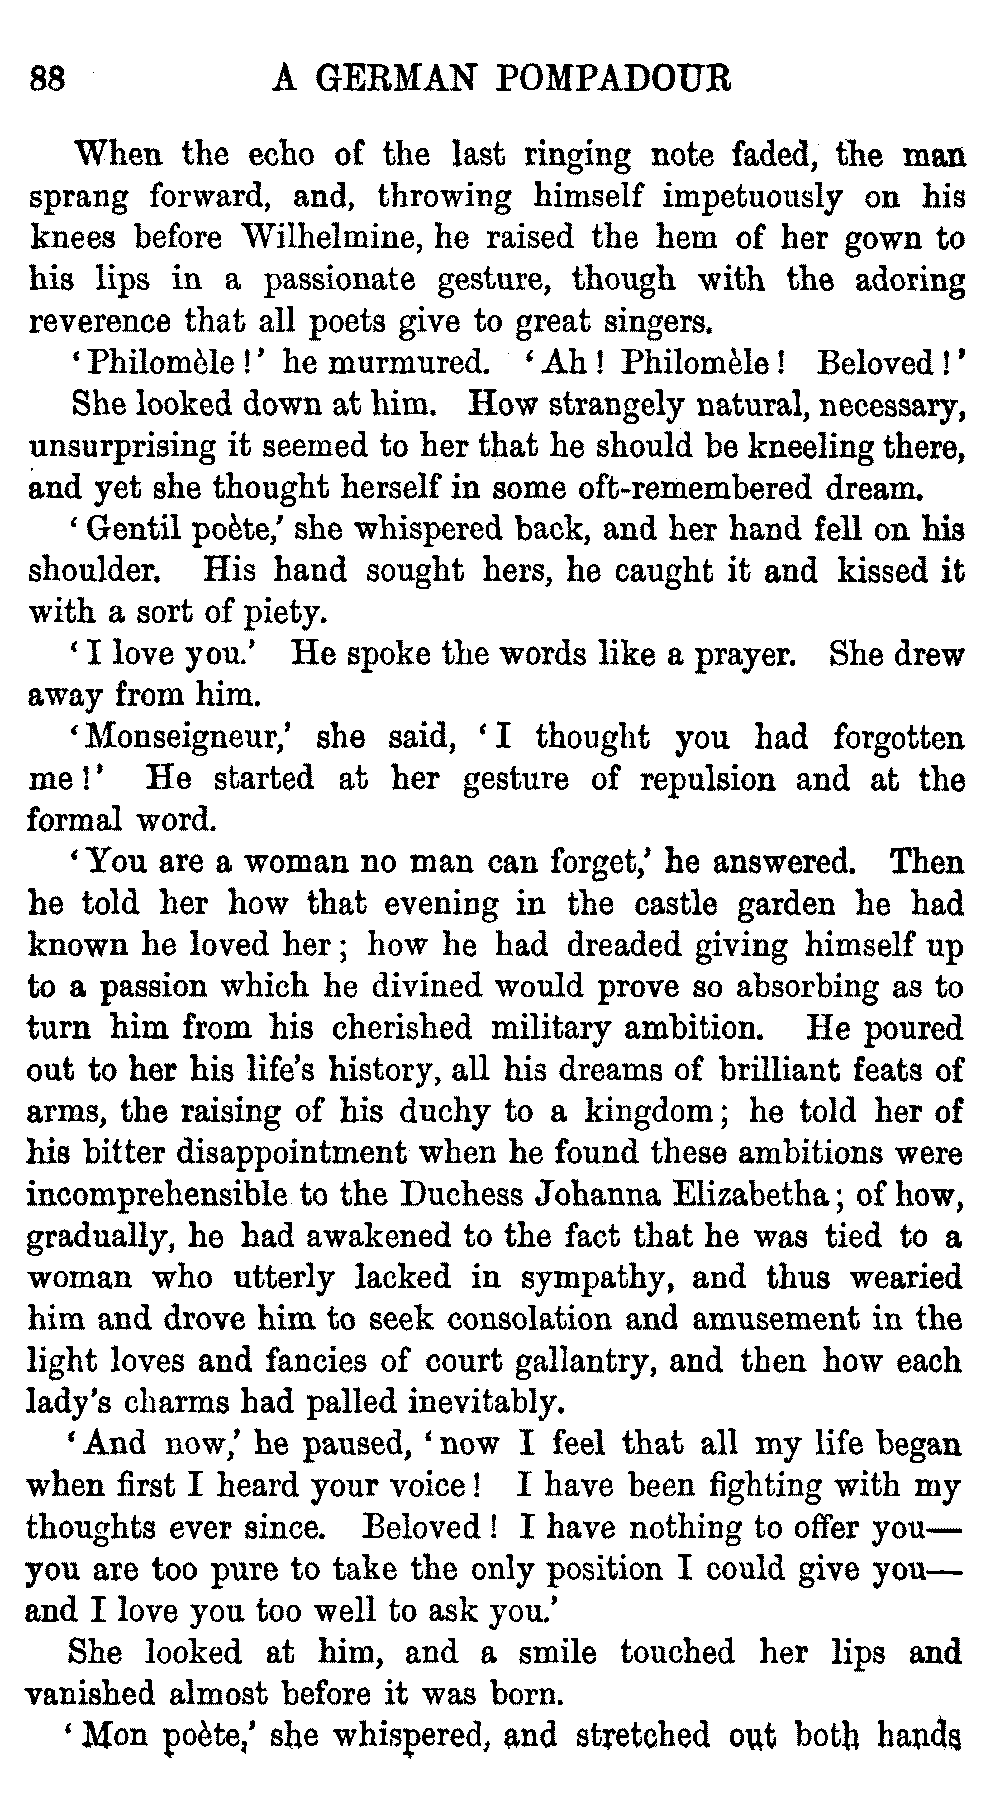 88 A GERMAN POMPADOUR
When the echo of the last ringing note faded, the man
sprang forward, and, throwing himself impetuously on his
knees before Wilhelmine, he raised the hem of her gown to
his lips in a passionate gesture, though with the adoring
reverence that all poets give to great singers.
‘Philomèle!’ he murmured. ‘Ah! Philomèle! Beloved!’
She looked down at him. How strangely natural, necessary,
unsurprising it seemed to her that he should be kneeling there,
and yet she thought herself in some oft-remembered dream.
‘Gentil poète,’ she whispered back, and her hand fell on his
shoulder. His hand sought hers, he caught it and kissed it
with a sort of piety.
‘I love you.’ He spoke the words like a prayer. She drew
away from him.
‘Monseigneur,’ she said, ‘I thought you had forgotten
me!’ He started at her gesture of repulsion and at the
formal word.
‘You are a woman no man can forget,’ he answered. Then
he told her how that evening in the castle garden he had
known he loved her; how he had dreaded giving himself up
to a passion which he divined would prove so absorbing as to
turn him from his cherished military ambition. He poured
out to her his life’s history, all his dreams of brilliant feats of
arms, the raising of his duchy to a kingdom; he told her of
his bitter disappointment when he found these ambitions were
incomprehensible to the Duchess Johanna Elizabetha; of how,
gradually, he had awakened to the fact that he was tied to a
woman who utterly lacked in sympathy, and thus wearied
him and drove him to seek consolation and amusement in the
light loves and fancies of court gallantry, and then how each
lady’s charms had palled inevitably.
‘And now,’ he paused, ‘now I feel that all my life began
when first I heard your voice! I have been fighting with my
thoughts ever since. Beloved! I have nothing to offer you—
you are too pure to take the only position I could give you—
and I love you too well to ask you.’
She looked at him, and a smile touched her lips and
vanished almost before it was born.
‘Mon poète,’ she whispered, and stretched out both hands